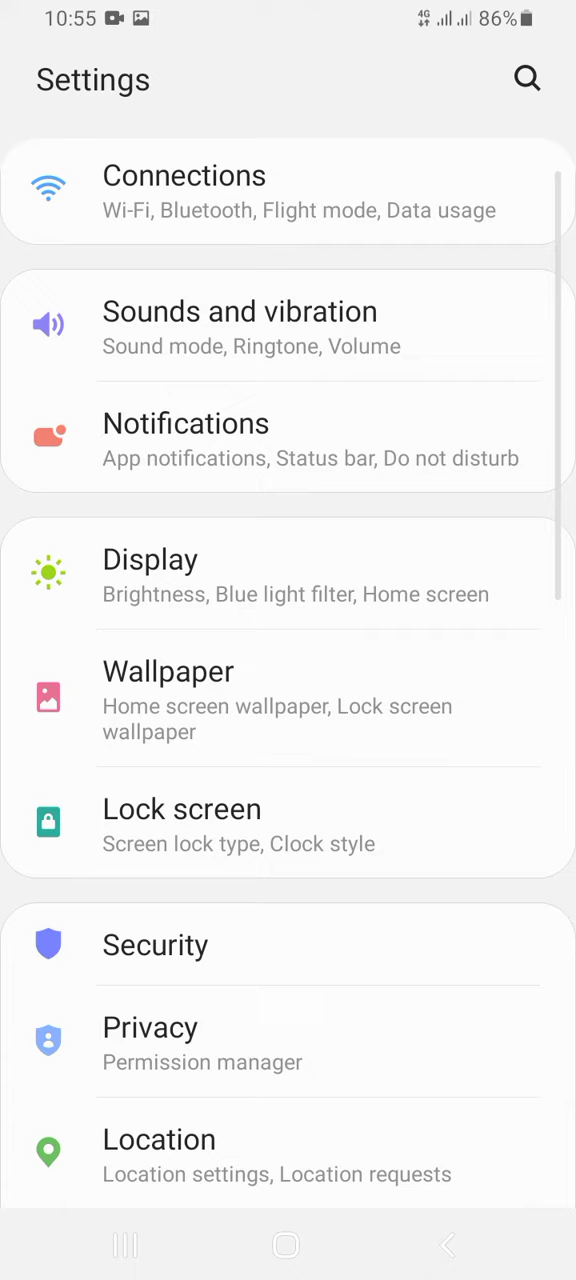 10:55 4G 86%
Settings
Connections
Wi-Fi, Bluetooth, Flight mode, Data usage
Sounds and vibration
Sound mode, Ringtone, Volume
Notifications
App notifications, Status bar, Do not disturb
Display
Brightness, Blue light filter, Home screen
Wallpaper
Home screen wallpaper, Lock screen
wallpaper
Lock screen
Screen lock type, Clock style
Security
Privacy
Permission manager
Location
Location settings, Location requests